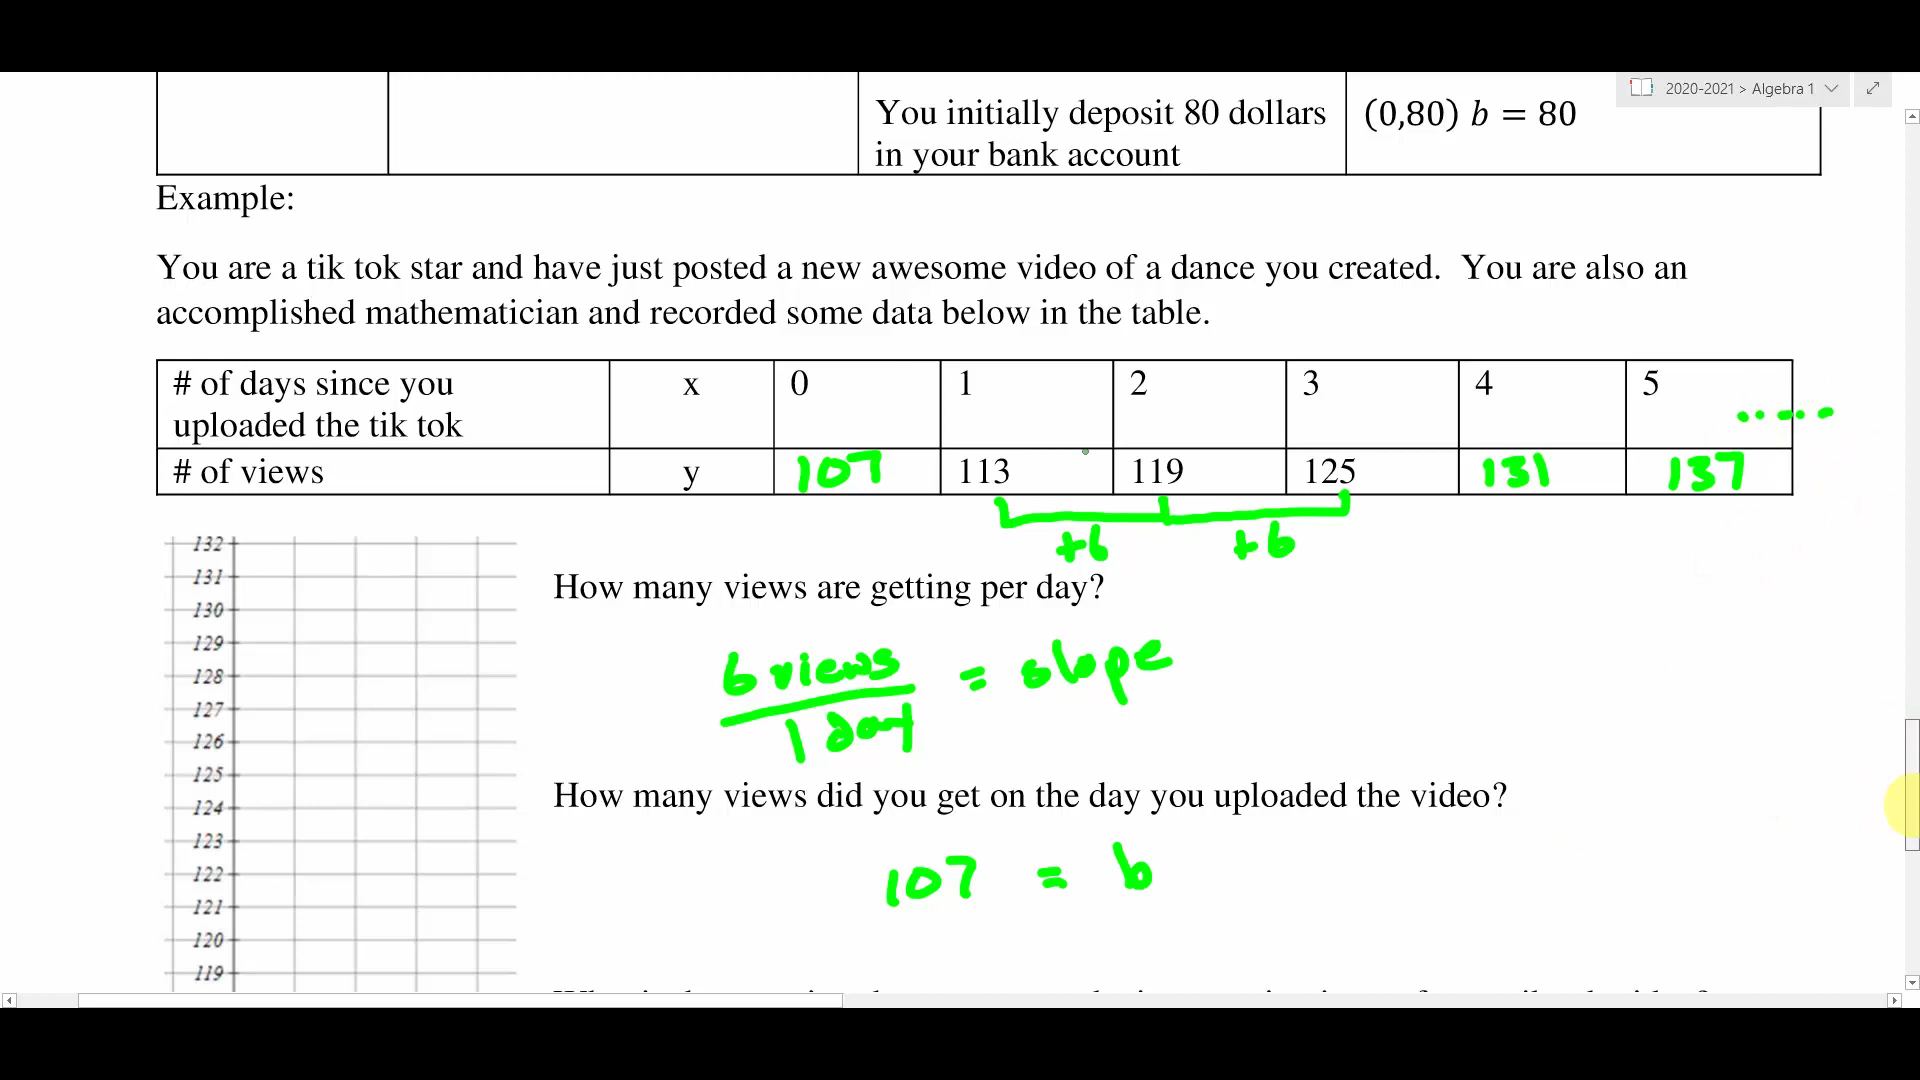 2020-2021 > Algebra 1
You initially deposit 80 dollars
in your bank account
(0,80) b = 80
Example:
You are a tik tok star and have just posted a new awesome video of a dance you created. You are also an
accomplished mathematician and recorded some data below in the table.
# of days since you
uploaded the tik tok
x 0 1 2 3 4 5 .....
# of views y 107 113 119 125 131 137
+6 +6
132
131
130
129
128
127
126
125
124
123
122
121
120
119
How many views are getting per day?
6 views
1 day
= slope
How many views did you get on the day you uploaded the video?
107 = b